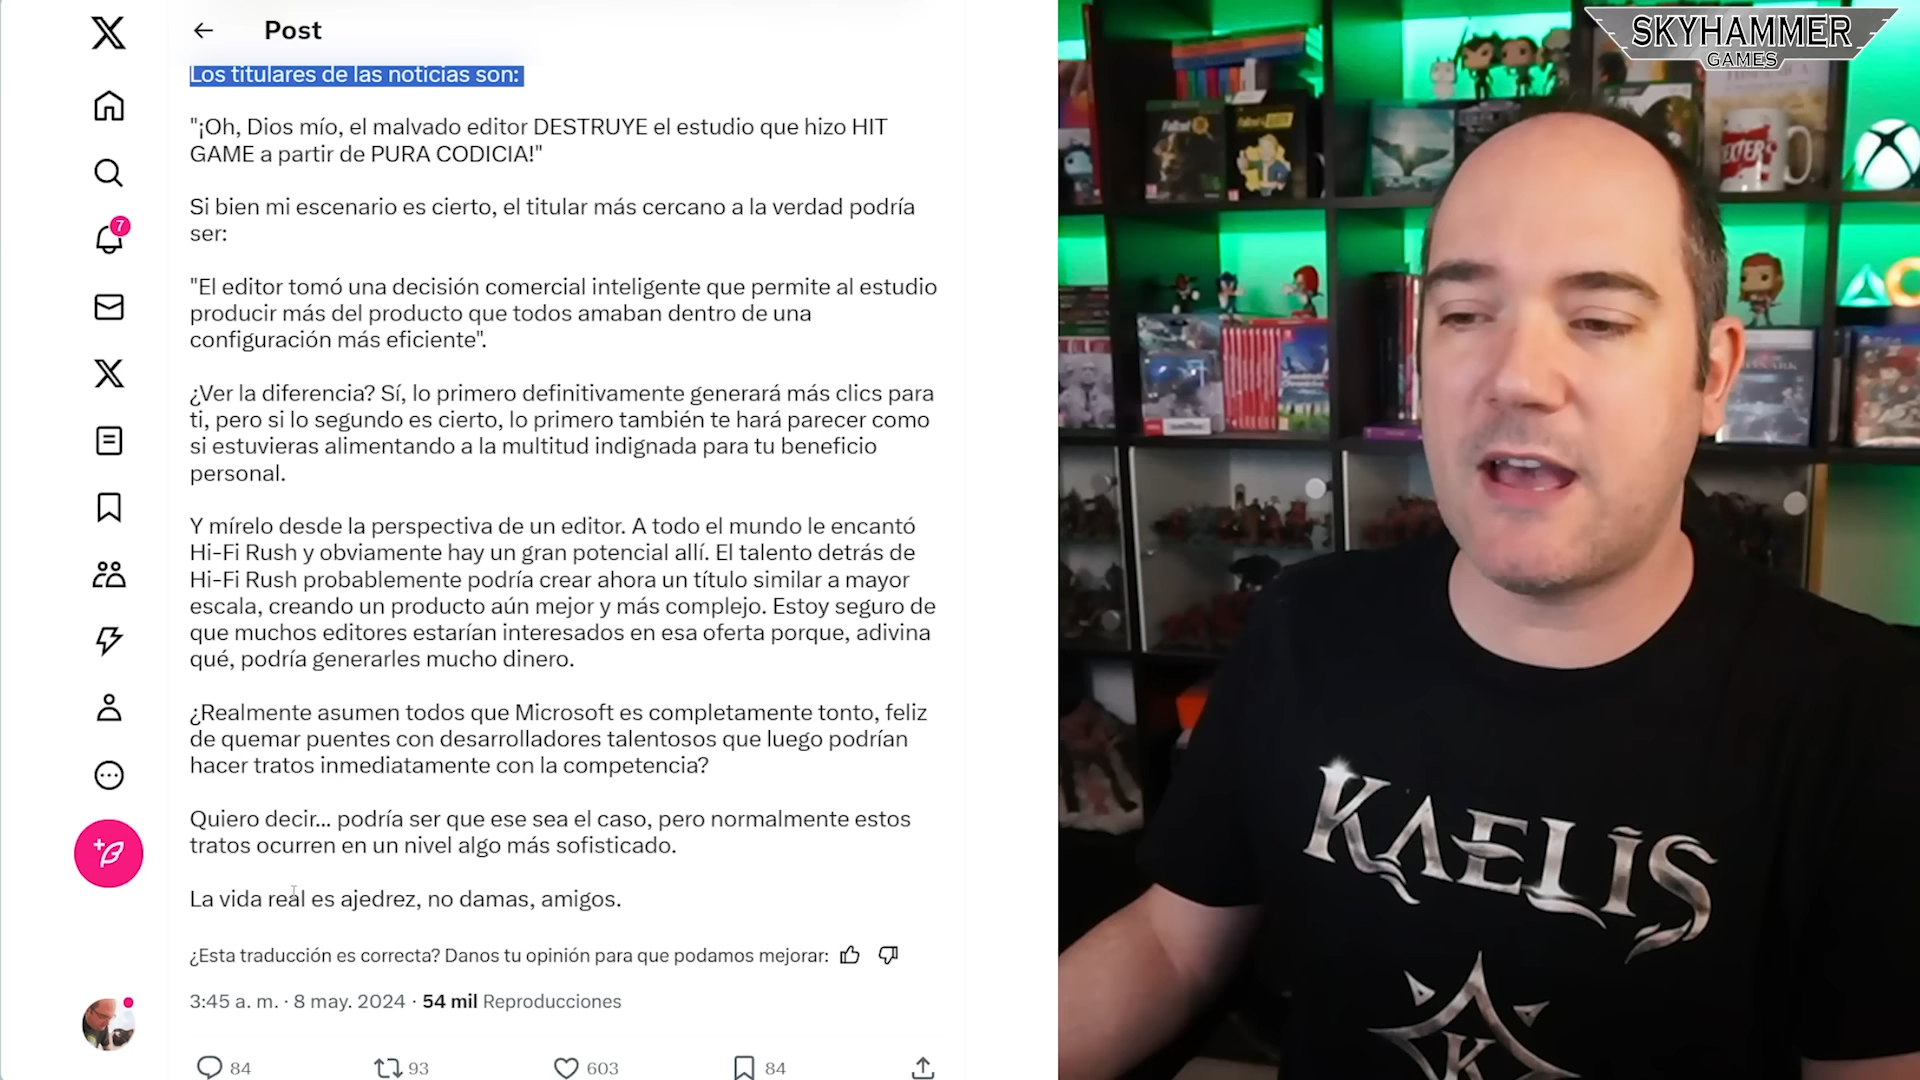 Post
Los titulares de las noticias son:
"¡Oh, Dios mío, el malvado editor DESTRUYE el estudio que hizo HIT
GAME a partir de PURA CODICIA!"
Si bien mi escenario es cierto, el titular más cercano a la verdad podría
ser:
"El editor tomó una decisión comercial inteligente que permite al estudio
producir más del producto que todos amaban dentro de una
configuración más eficiente".
¿Ver la diferencia? Sí, lo primero definitivamente generará más clics para
ti, pero si lo segundo es cierto, lo primero también te hará parecer como
si estuvieras alimentando a la multitud indignada para tu beneficio
personal.
Y mírelo desde la perspectiva de un editor. A todo el mundo le encantó
Hi-Fi Rush y obviamente hay un gran potencial allí. El talento detrás de
Hi-Fi Rush probablemente podría crear ahora un título similar a mayor
escala, creando un producto aún mejor y más complejo. Estoy seguro de
que muchos editores estarían interesados en esa oferta porque, adivina
qué, podría generarles mucho dinero.
¿Realmente asumen todos que Microsoft es completamente tonto, feliz
de quemar puentes con desarrolladores talentosos que luego podrían
hacer tratos inmediatamente con la competencia?
Quiero decir... podría ser que ese sea el caso, pero normalmente estos
tratos ocurren en un nivel algo más sofisticado.
La vida real es ajedrez, no damas, amigos.
¿Esta traducción es correcta? Danos tu opinión para que podamos mejorar:
3:45 a. m. · 8 may. 2024 · 54 mil Reproducciones
84 93 603 84
7
SKYHAMMER
GAMES
KAELIS
K